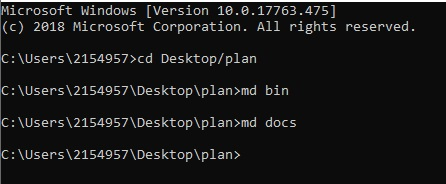 Microsoft Windows [Version 10.0.17763.475]
(c) 2018 Microsoft Corporation. All rights reserved.
C:\Users\2154957>cd Desktop/plan
C:\Users\2154957\Desktop\plan>md bin
C:\Users\2154957\Desktop\plan>md docs
C:\Users\2154957\Desktop\plan>